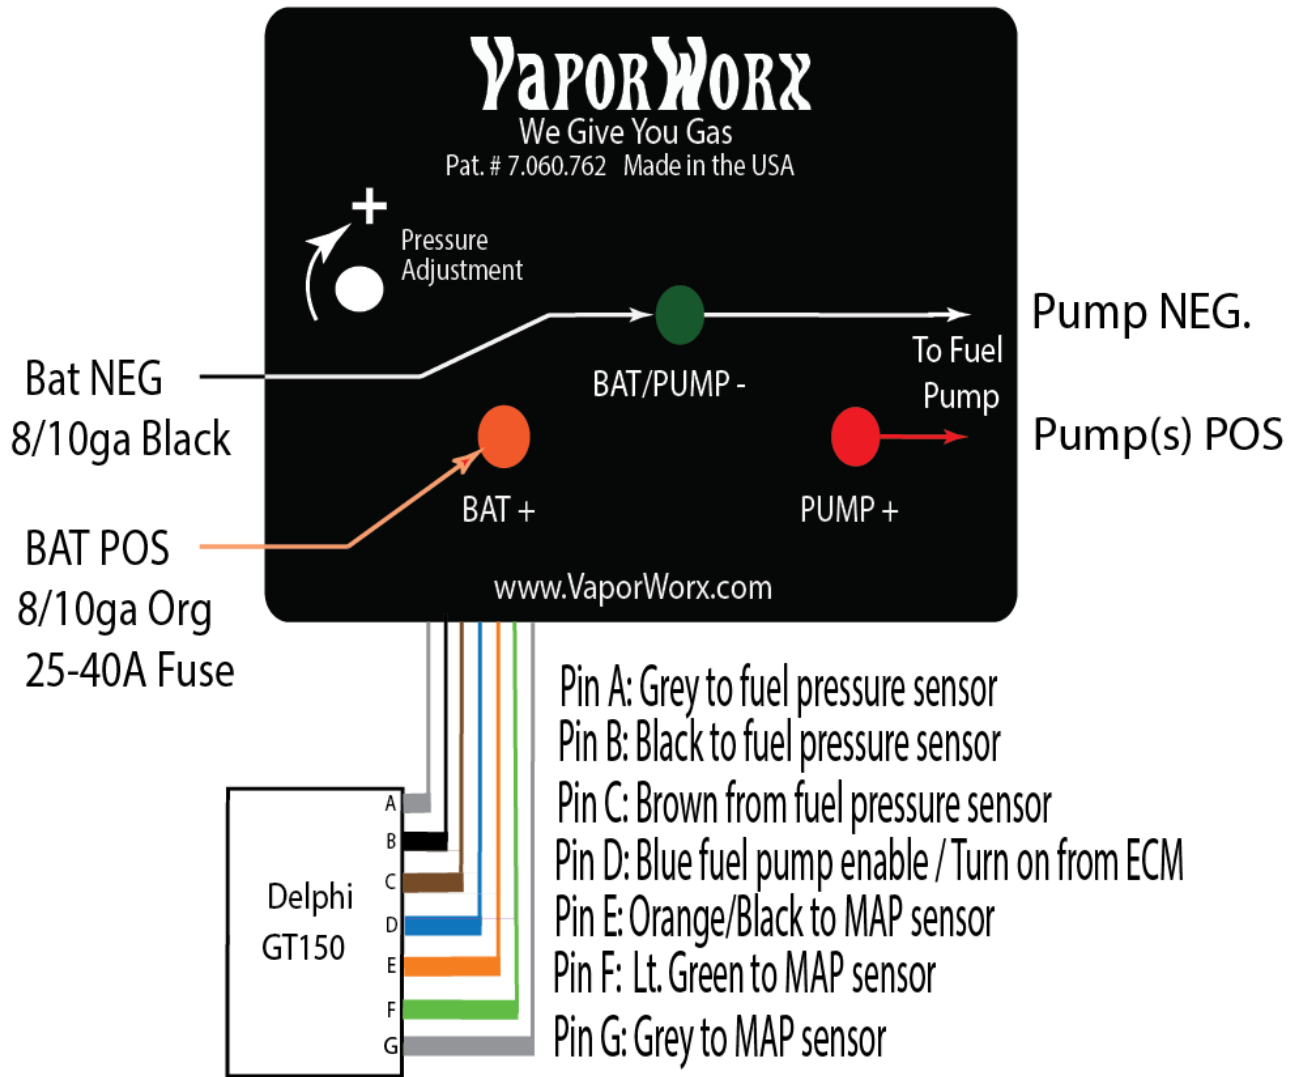 VaporWorx
We Give You Gas
Pat. # 7.060.762 Made in the USA
+
Pressure
Adjustment
Bat NEG
8/10ga Black
BAT/PUMP -
To Fuel
Pump
Pump NEG.
Pump(s) POS
BAT +
PUMP +
BAT POS
8/10ga Org
25-40A Fuse
www.VaporWorx.com
Pin A: Grey to fuel pressure sensor
Pin B: Black to fuel pressure sensor
Pin C: Brown from fuel pressure sensor
Pin D: Blue fuel pump enable / Turn on from ECM
Pin E: Orange/Black to MAP sensor
Pin F: Lt. Green to MAP sensor
Pin G: Grey to MAP sensor
Delphi
GT150
A
B
C
D
E
F
G